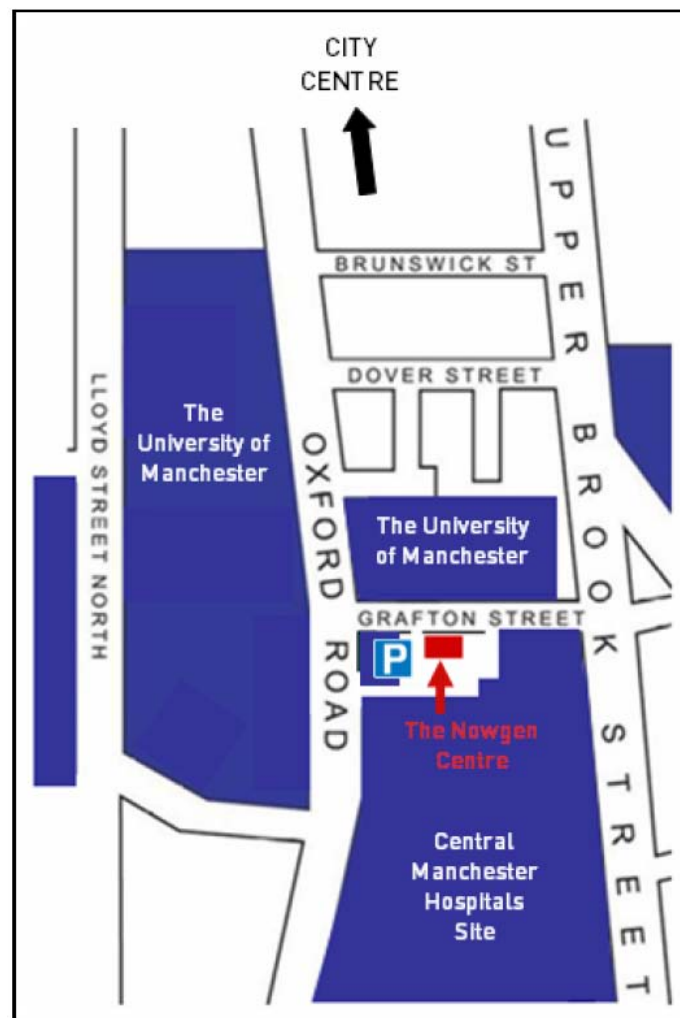 CITY
CENTRE
BRUNSWICK ST
DOVER STREET
UPPER BROOK STREET
LLOYD STREET NORTH
The
University of
Manchester
OXFORD ROAD
The University
of Manchester
GRAFTON STREET
P
The Nowgen
Centre
Central
Manchester
Hospitals
Site